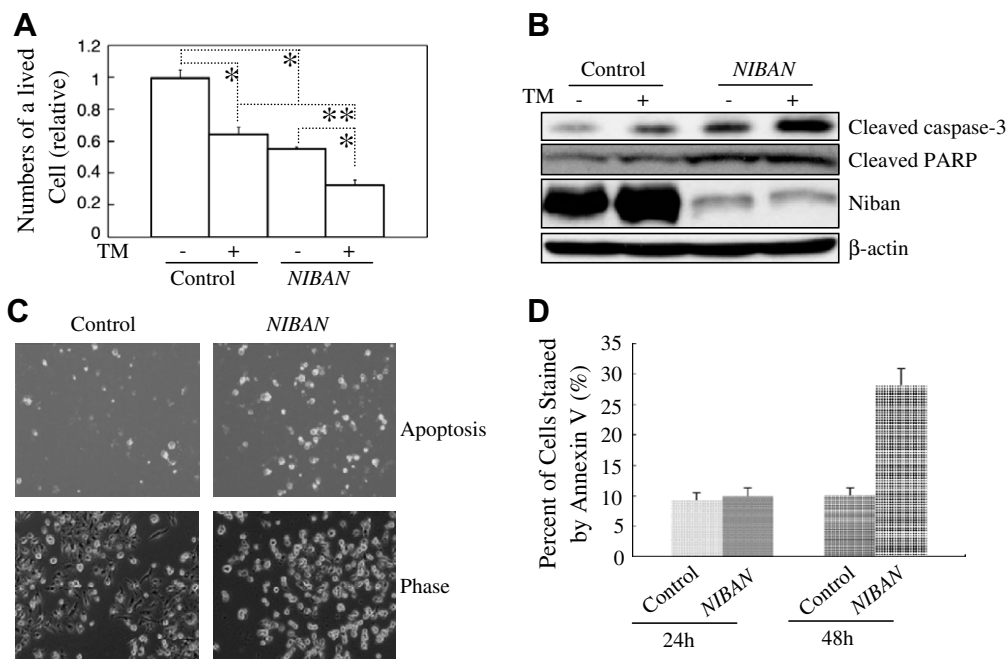 A
1.2
1
0.8
0.6
0.4
0.2
0
Numbers of a lived
Cell (relative)
*
*
**
*
TM
- + - +
Control NIBAN
B
Control NIBAN
TM - + - +
Cleaved caspase-3
Cleaved PARP
Niban
β-actin
C
Control NIBAN
Apoptosis
Phase
D
35
30
25
20
15
10
5
0
Percent of Cells Stained
by Annexin V (%)
Control NIBAN Control NIBAN
24h 48h